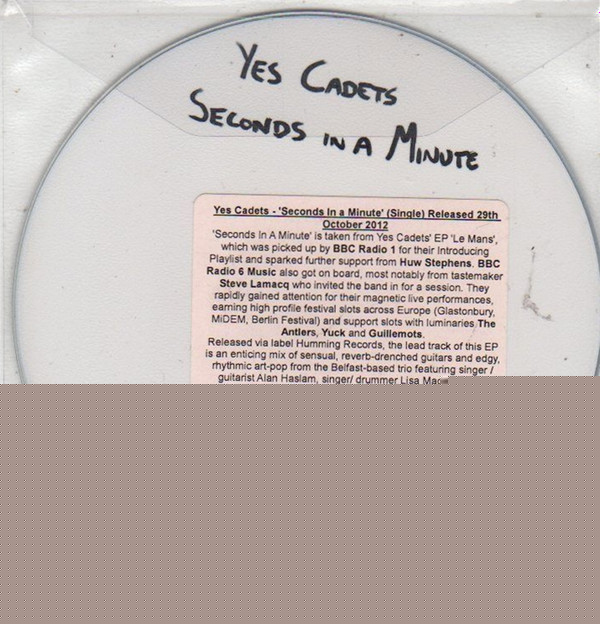 YES CADETS
SECONDS IN A MINUTE
Yes Cadets - 'Seconds In a Minute' (Single) Released 29th
October 2012
'Seconds In A Minute' is taken from Yes Cadets' EP 'Le Mans',
which was picked up by BBC Radio 1 for their Introducing
Playlist and sparked further support from Huw Stephens. BBC
Radio 6 Music also got on board, most notably from tastemaker
Steve Lamacq who invited the band in for a session. They
rapidly gained attention for their magnetic live performances,
earning high profile festival slots across Europe (Glastonbury,
MiDEM, Berlin Festival) and support slots with luminaries The
Antlers, Yuck and Guillemots.
Released via label Humming Records, the lead track of this EP
is an enticing mix of sensual, reverb-drenched guitars and edgy,
rhythmic art-pop from the Belfast-based trio featuring singer /
guitarist Alan Haslam, singer/ drummer Lisa